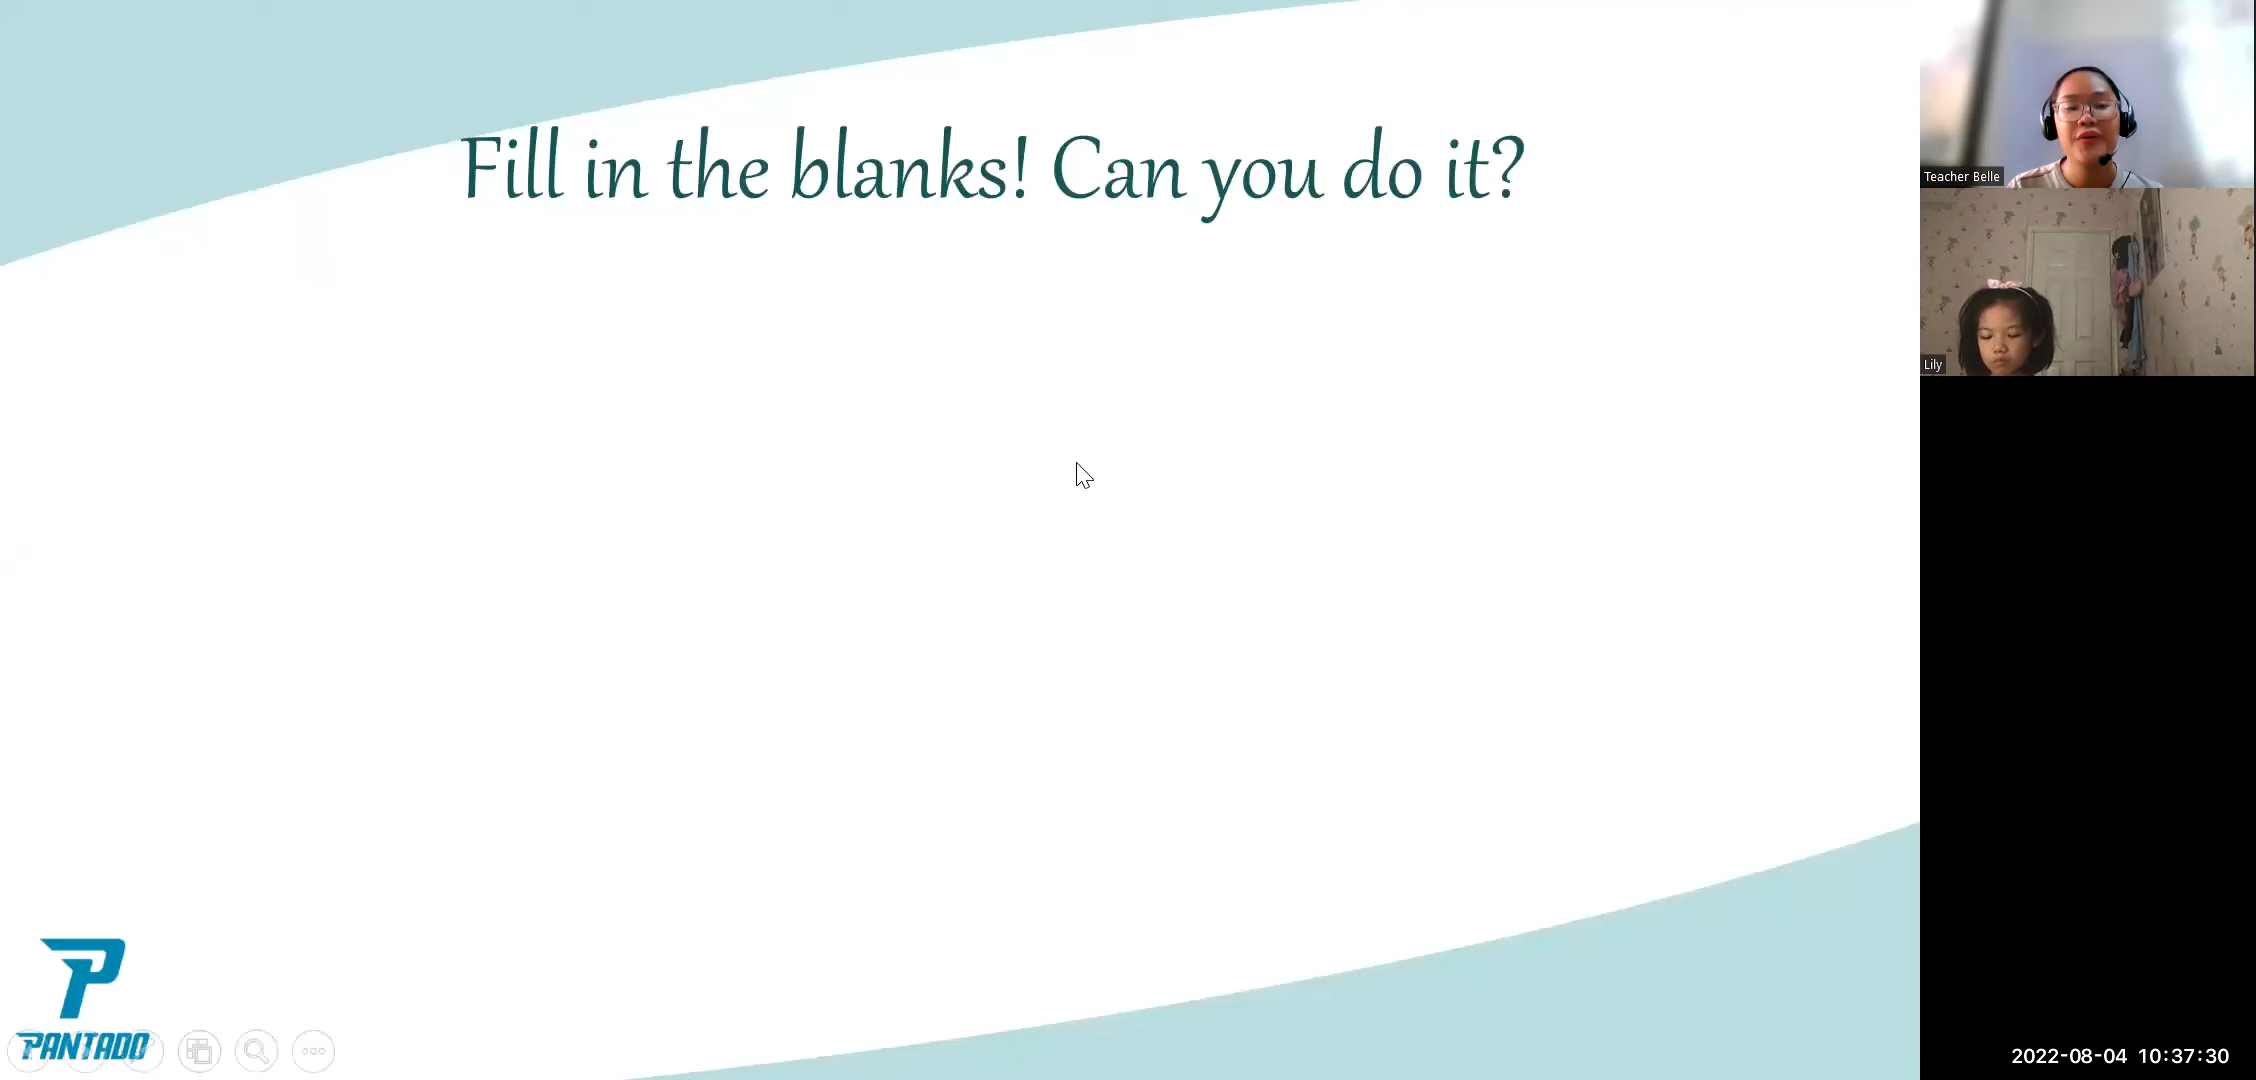 Fill in the blanks! Can you do it?
Teacher Belle
Lily
PANTADO
2022-08-04 10:37:30